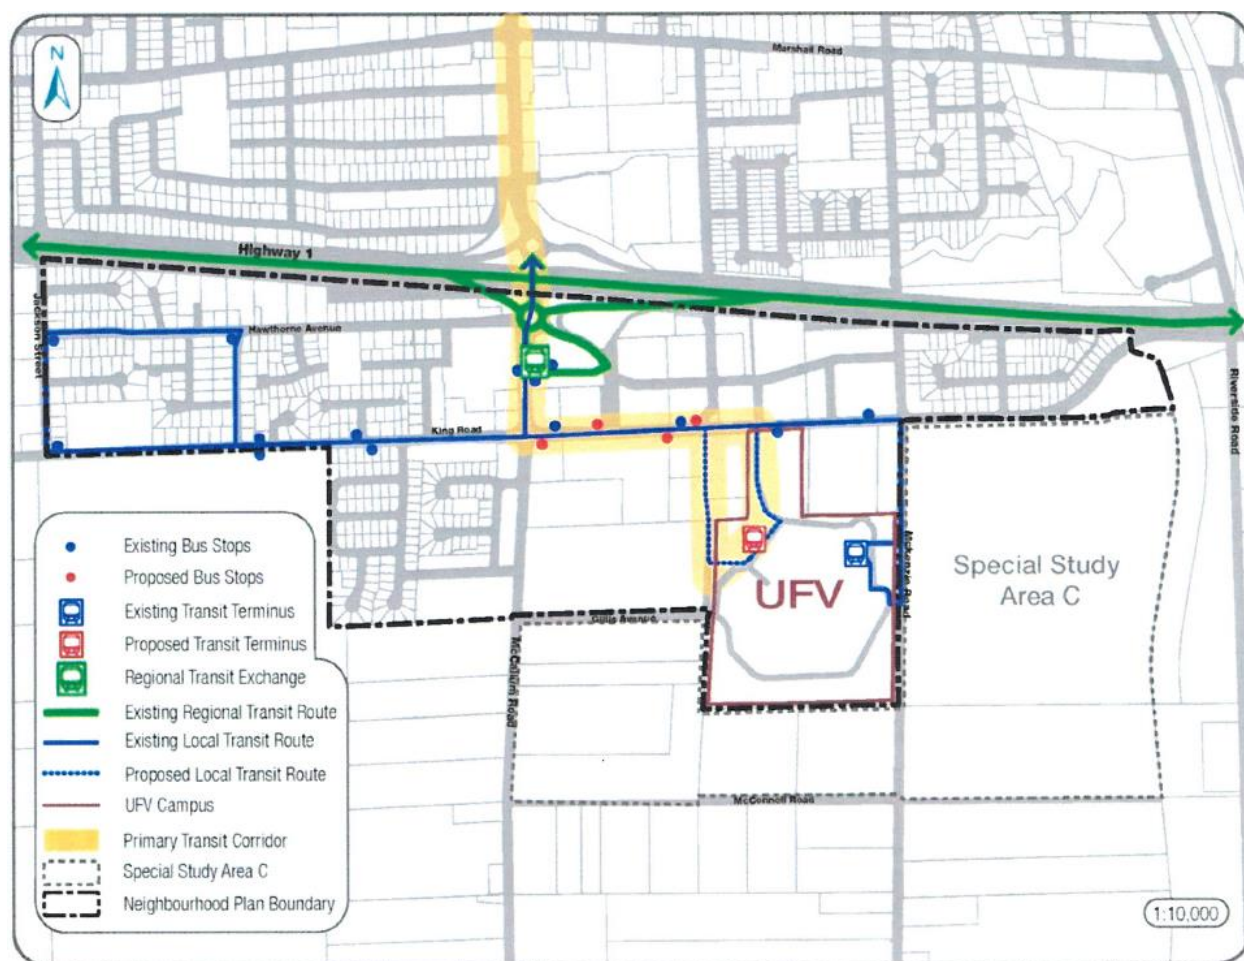 N
Marshall Road
Highway 1
Jackson Street
Hawthorne Avenue
Riverside Road
King Road
Existing Bus Stops
Proposed Bus Stops
Existing Transit Terminus
Proposed Transit Terminus
Regional Transit Exchange
Existing Regional Transit Route
Existing Local Transit Route
Proposed Local Transit Route
UFV Campus
Primary Transit Corridor
Special Study Area C
Neighbourhood Plan Boundary
McKenzie Road
Special Study
Area C
UFV
Gillis Avenue
McCallum Road
McConnell Road
1:10,000